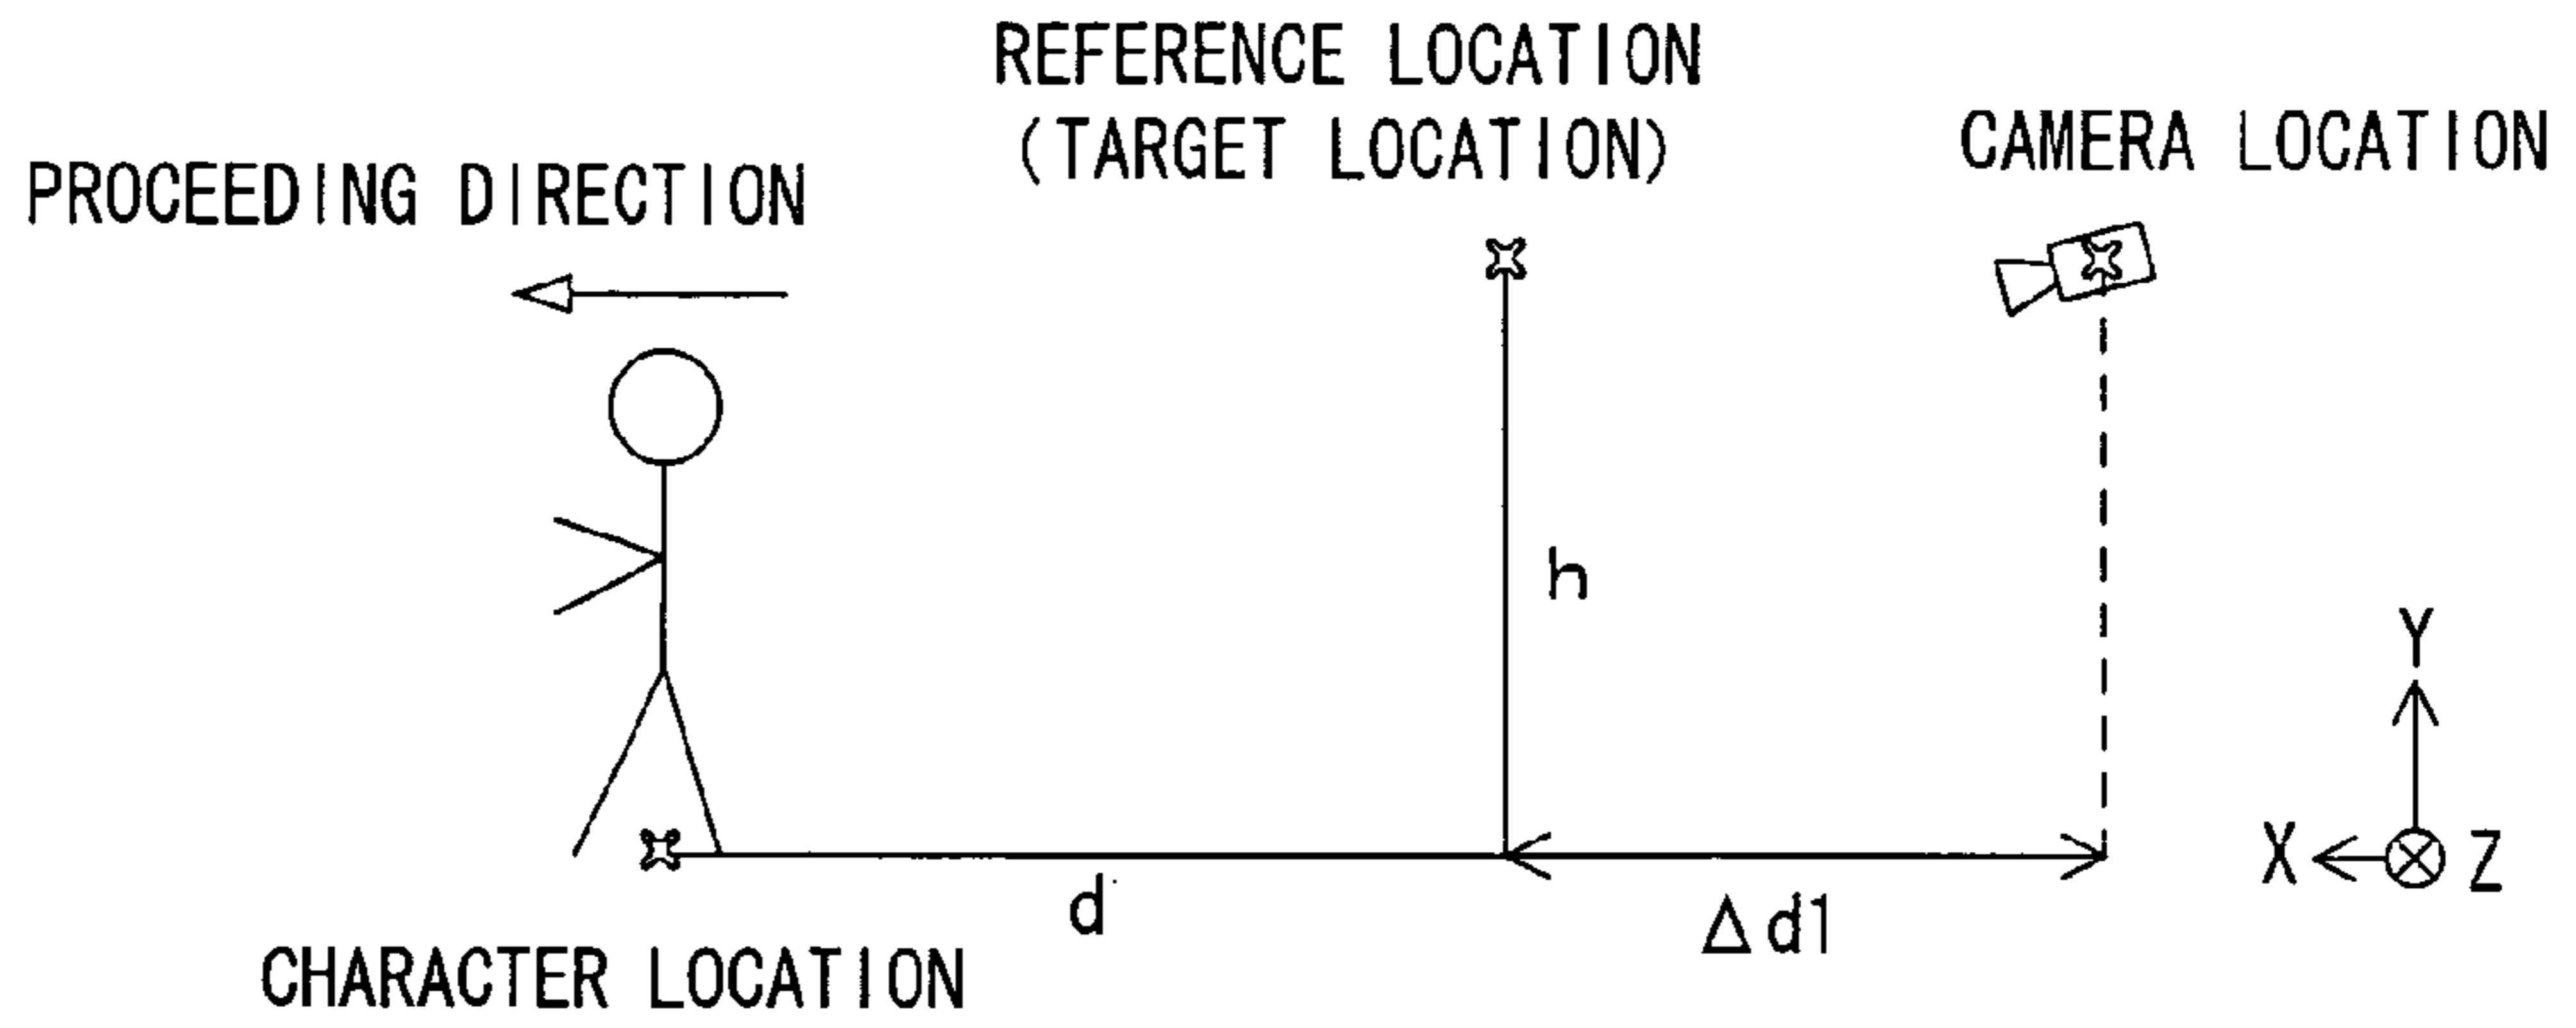 REFERENCE LOCATION
(TARGET LOCATION)
CAMERA LOCATION
PROCEEDING DIRECTION
h
Y
X
Z
d
Δd1
CHARACTER LOCATION